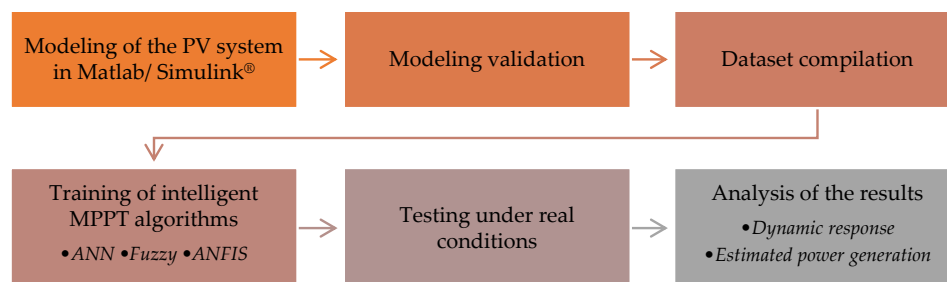 Modeling of the PV system
in Matlab/ Simulink®
Modeling validation
Dataset compilation
Training of intelligent
MPPT algorithms
•ANN •Fuzzy •ANFIS
Testing under real
conditions
Analysis of the results
•Dynamic response
•Estimated power generation